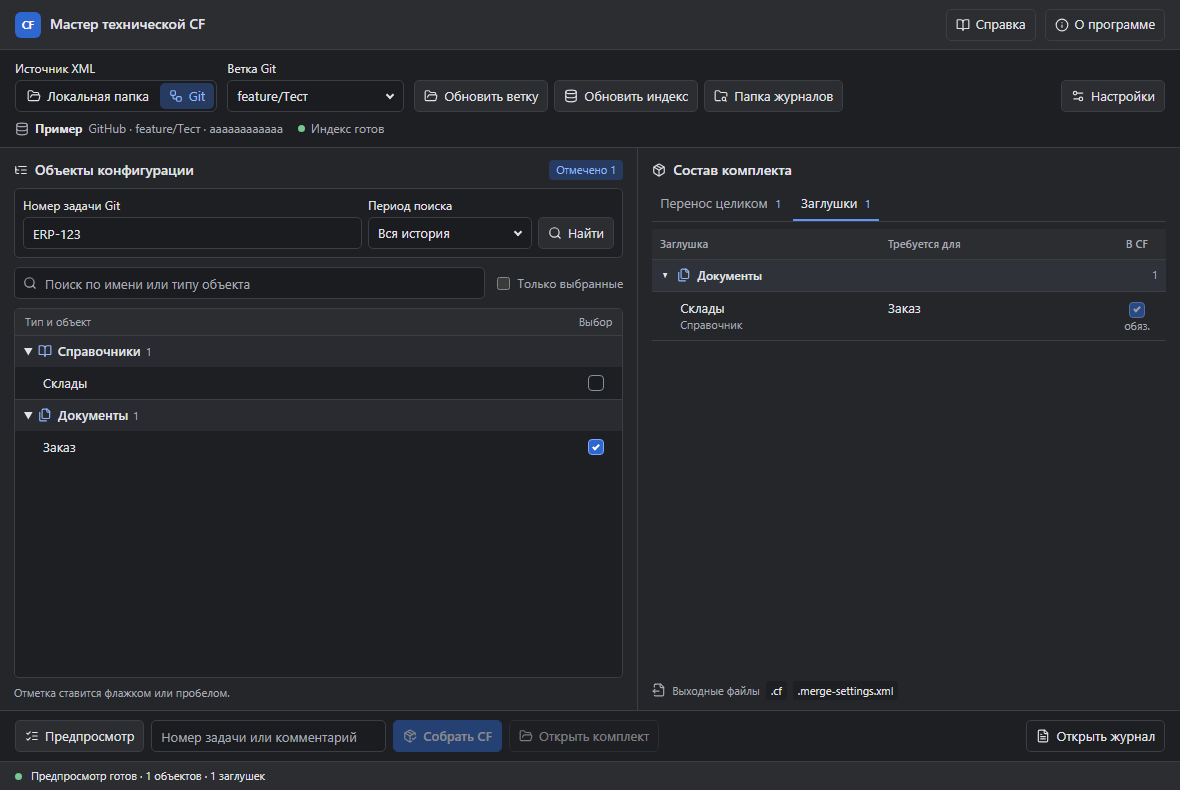 CF Мастер технической CF
Справка
О программе
Источник XML
Ветка Git
Локальная папка
Git
feature/Тест
Обновить ветку
Обновить индекс
Папка журналов
Настройки
Пример GitHub · feature/Тест · aaaaaaaaaaaa
Индекс готов
Объекты конфигурации
Отмечено 1
Номер задачи Git
Период поиска
ERP-123
Вся история
Найти
Поиск по имени или типу объекта
Только выбранные
Тип и объект
Выбор
Справочники 1
Склады
Документы 1
Заказ
Отметка ставится флажком или пробелом.
Состав комплекта
Перенос целиком 1
Заглушки 1
Заглушка
Требуется для
В CF
Документы
1
Склады
Справочник
Заказ
обяз.
Выходные файлы .cf .merge-settings.xml
Предпросмотр
Номер задачи или комментарий
Собрать CF
Открыть комплект
Открыть журнал
Предпросмотр готов · 1 объектов · 1 заглушек